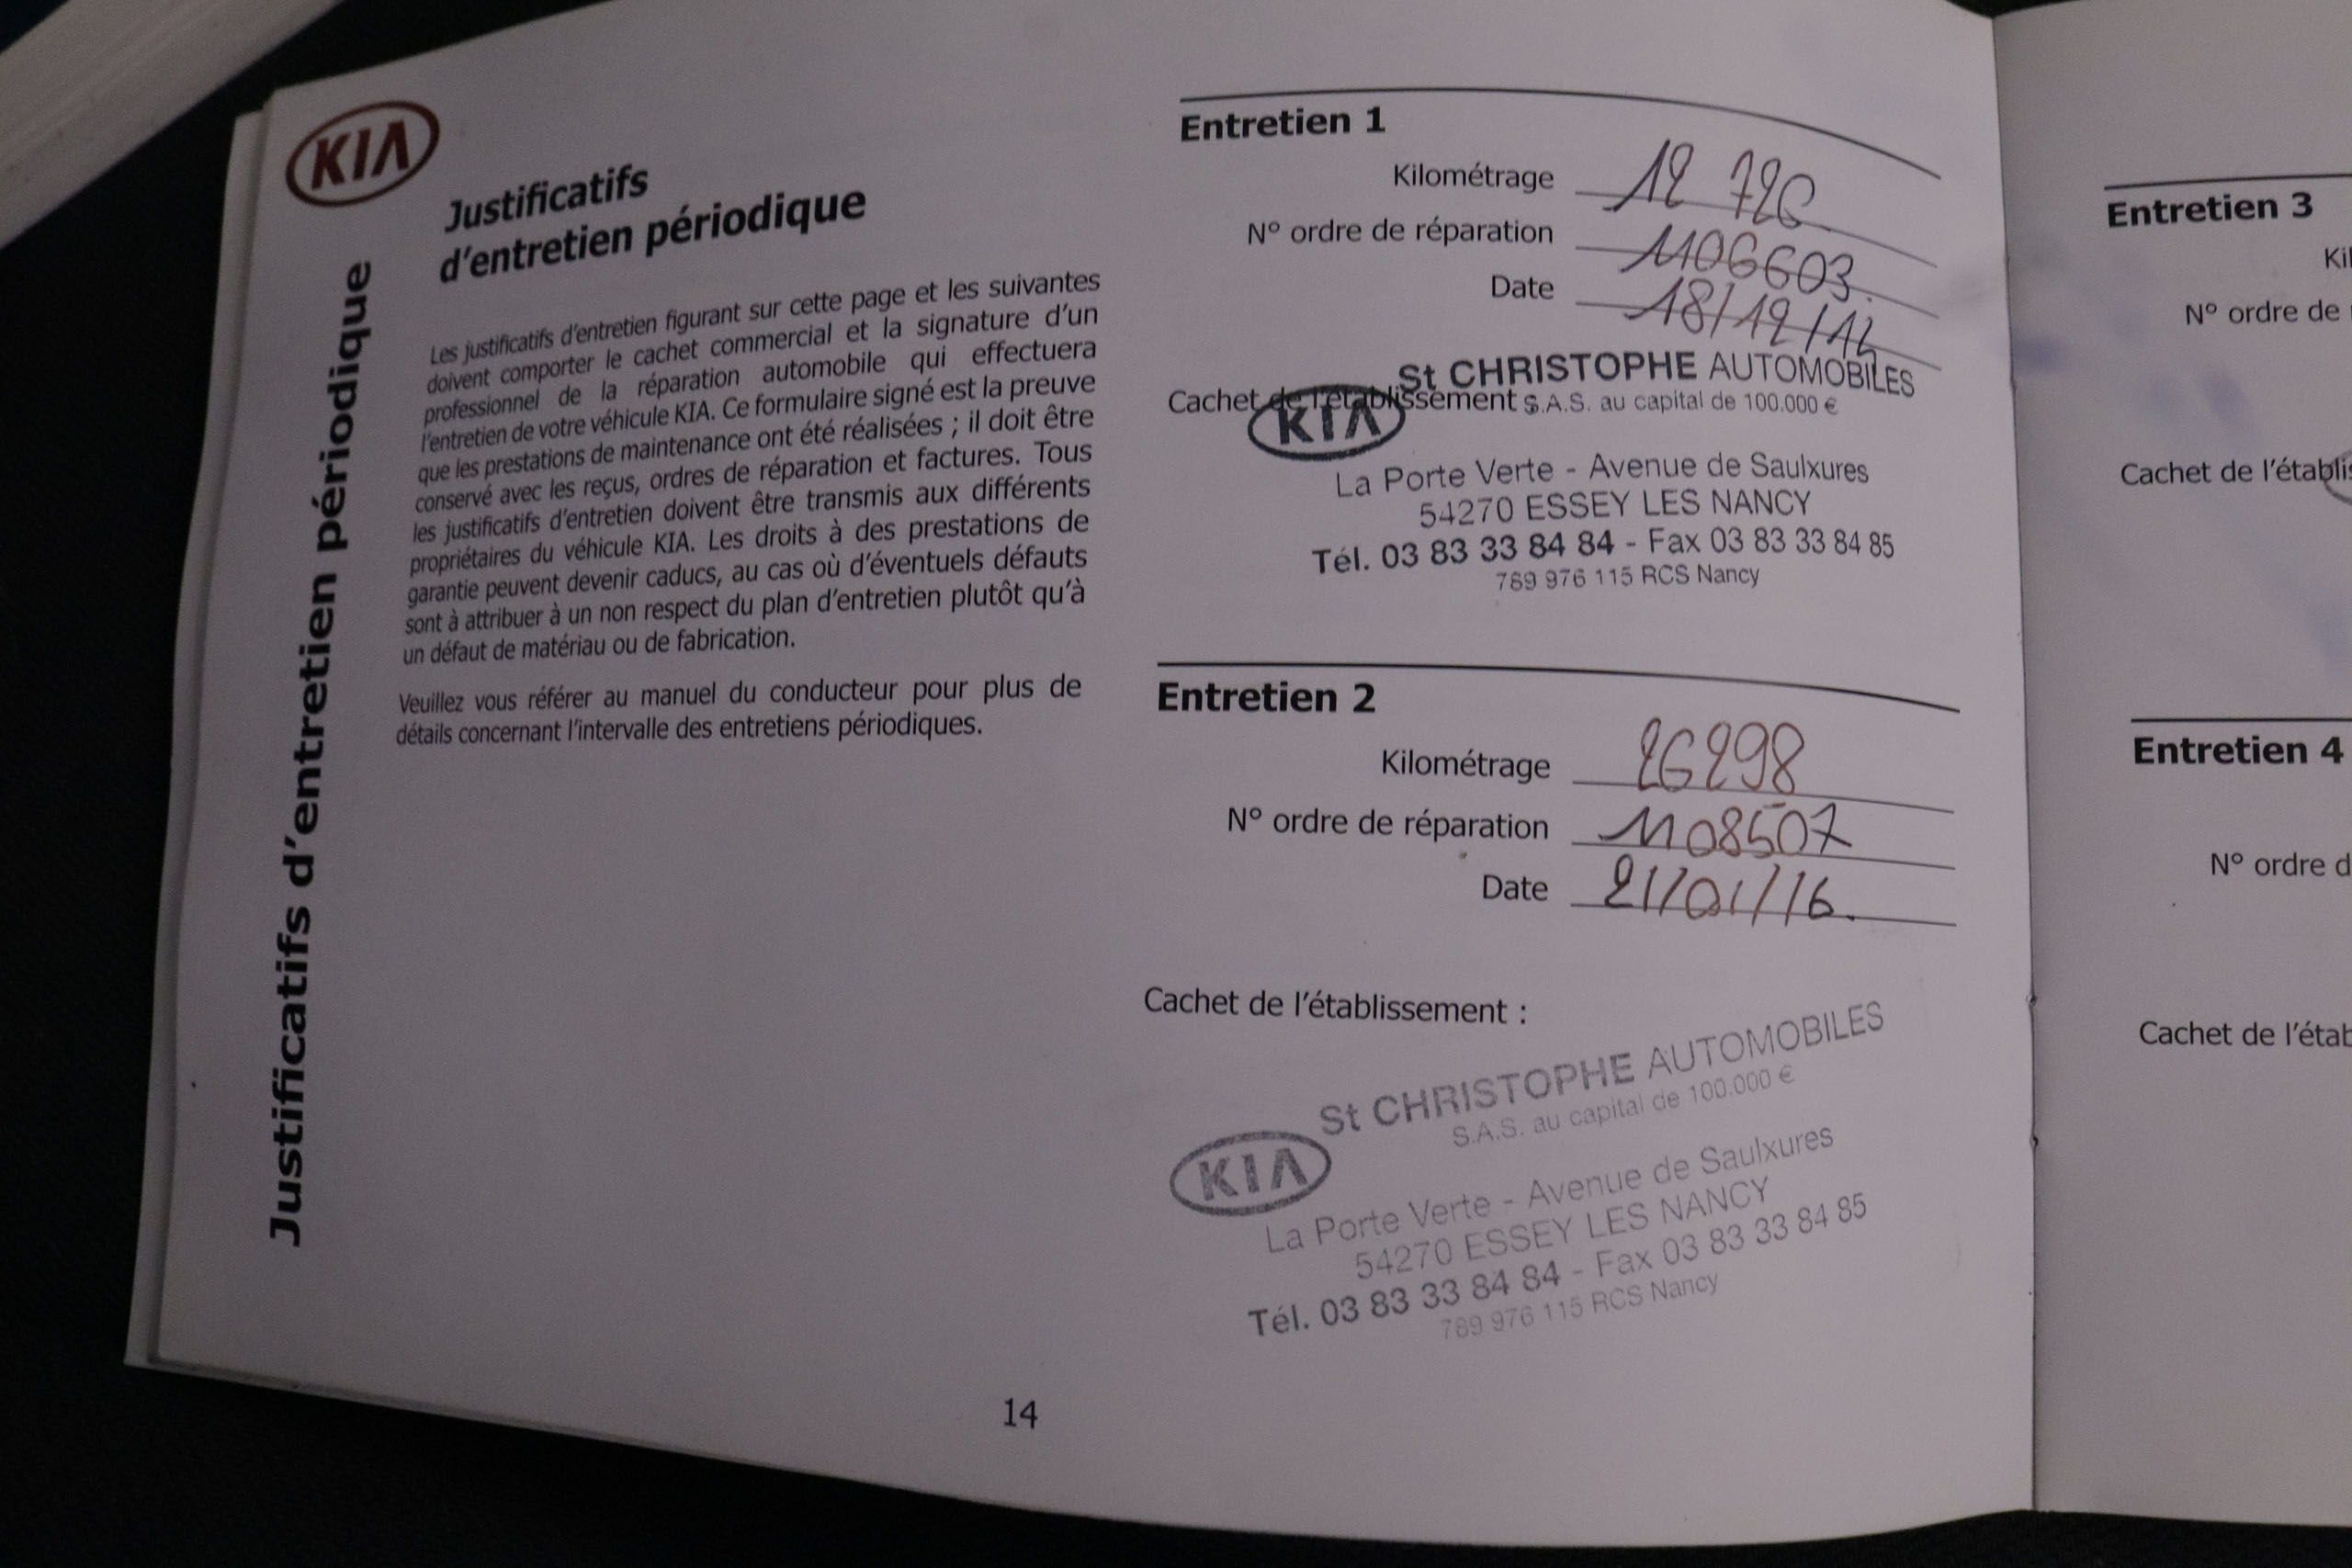 KIA
Justificatifs
d'entretien périodique
Justificatifs d'entretien périodique
Les justificatifs d'entretien figurant sur cette page et les suivantes
doivent comporter le cachet commercial et la signature d'un
professionnel de la réparation automobile qui effectuera
l'entretien de votre véhicule KIA. Ce formulaire signé est la preuve
que les prestations de maintenance ont été réalisées ; il doit être
conservé avec les reçus, ordres de réparation et factures. Tous
les justificatifs d'entretien doivent être transmis aux différents
propriétaires du véhicule KIA. Les droits à des prestations de
garantie peuvent devenir caducs, au cas où d'éventuels défauts
sont à attribuer à un non respect du plan d'entretien plutôt qu'à
un défaut de matériau ou de fabrication.
Veuillez vous référer au manuel du conducteur pour plus de
détails concernant l'intervalle des entretiens périodiques.
Entretien 1
Kilométrage 12 720
N° ordre de réparation 1106603.
Date 18/12/14
Cachet de l'établissement
St CHRISTOPHE AUTOMOBILES
S.A.S. au capital de 100.000 €
KIA
La Porte Verte - Avenue de Saulxures
54270 ESSEY LES NANCY
Tél. 03 83 33 84 84 - Fax 03 83 33 84 85
789 976 115 RCS Nancy
Entretien 2
Kilométrage 26298
N° ordre de réparation 1108507
Date 21/01/16.
Cachet de l'établissement :
St CHRISTOPHE AUTOMOBILES
S.A.S. au capital de 100.000 €
KIA
La Porte Verte - Avenue de Saulxures
54270 ESSEY LES NANCY
Tél. 03 83 33 84 84 - Fax 03 83 33 84 85
789 976 115 RCS Nancy
14
Entretien 3
Kil
N° ordre de
Cachet de l'établis
Entretien 4
N° ordre d
Cachet de l'étab